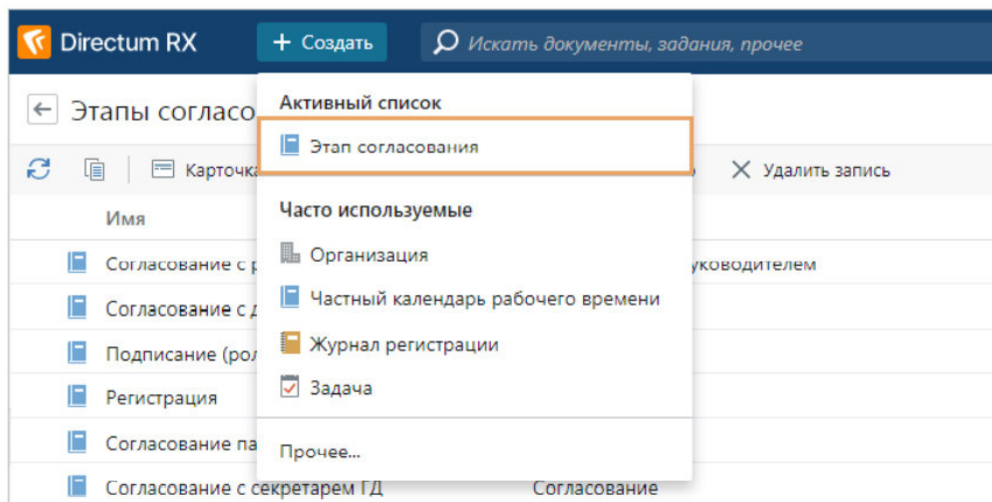 Directum RX + Создать Искать документы, задания, прочее
Этапы согласо
Активный список
Этап согласования
Карточка Удалить запись
Часто используемые
Имя
Организация
Согласование с уководителем
Частный календарь рабочего времени
Согласование с
Журнал регистрации
Подписание (рол
Задача
Регистрация
Согласование па
Прочее...
Согласование с секретарем ГД Согласование